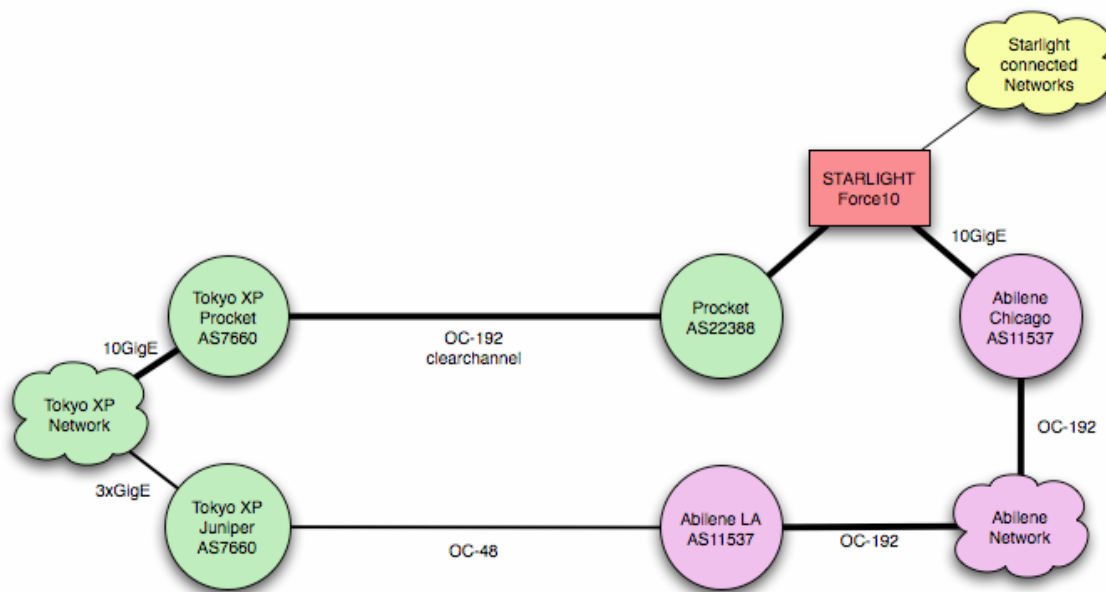 Starlight
connected
Networks
STARLIGHT
Force10
10GigE
Tokyo XP
Procket
AS7660
OC-192
clearchannel
Procket
AS22388
Abilene
Chicago
AS11537
10GigE
Tokyo XP
Network
OC-192
3xGigE
Tokyo XP
Juniper
AS7660
OC-48
Abilene LA
AS11537
OC-192
Abilene
Network